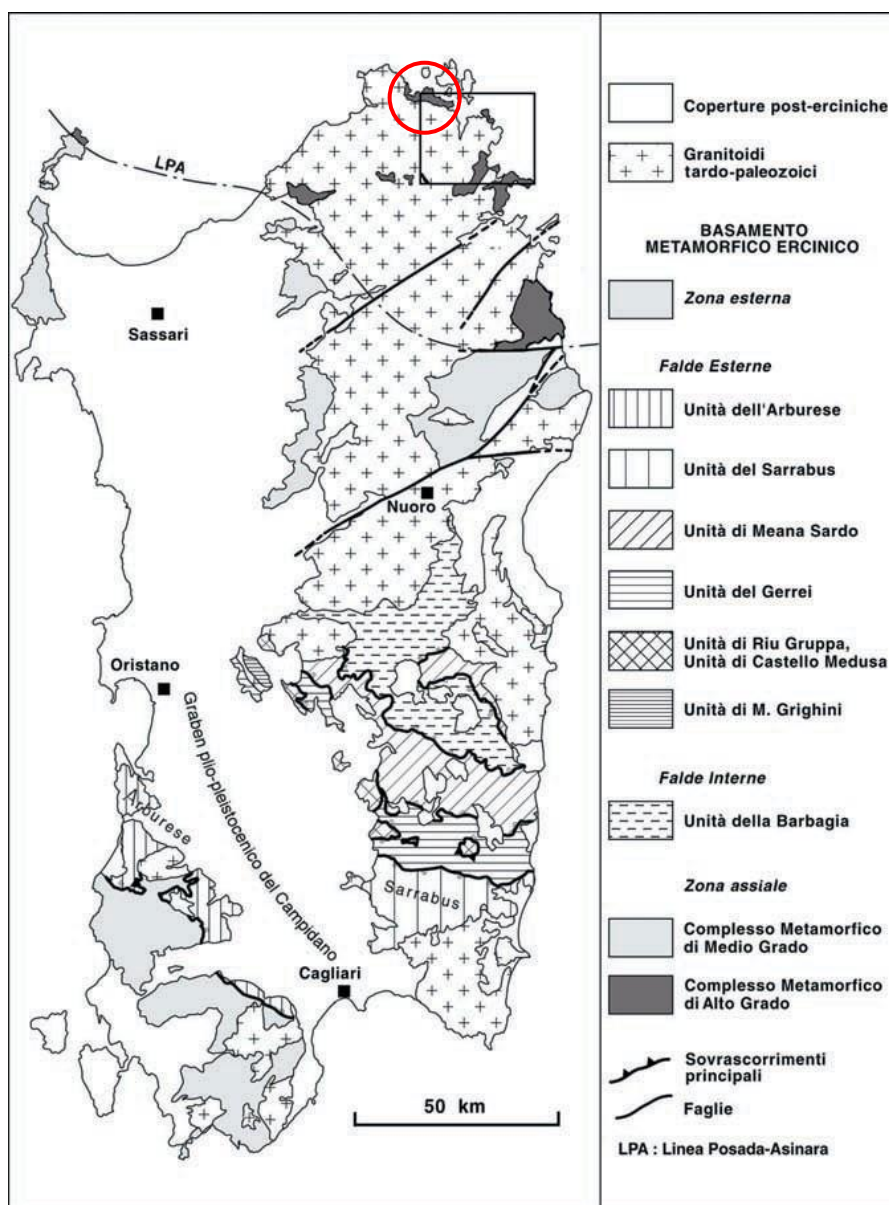 LPA
Sassari
Nuoro
Oristano
Graben plio-pleistocenico del Campidano
Arburese
Sarrabus
Cagliari
50 km
Coperture post-erciniche
Granitoidi
tardo-paleozoici
BASAMENTO
METAMORFICO ERCINICO
Zona esterna
Falde Esterne
Unità dell'Arburese
Unità del Sarrabus
Unità di Meana Sardo
Unità del Gerrei
Unità di Riu Gruppa,
Unità di Castello Medusa
Unità di M. Grighini
Falde Interne
Unità della Barbagia
Zona assiale
Complesso Metamorfico
di Medio Grado
Complesso Metamorfico
di Alto Grado
Sovrascorrimenti
principali
Faglie
LPA : Linea Posada-Asinara